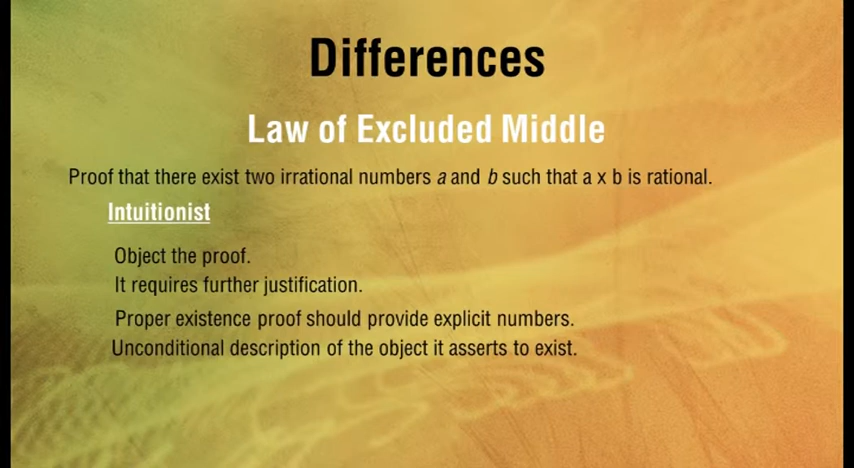 Differences
Law of Excluded Middle
Proof that there exist two irrational numbers a and b such that a x b is rational.
Intuitionist
Object the proof.
It requires further justification.
Proper existence proof should provide explicit numbers.
Unconditional description of the object it asserts to exist.